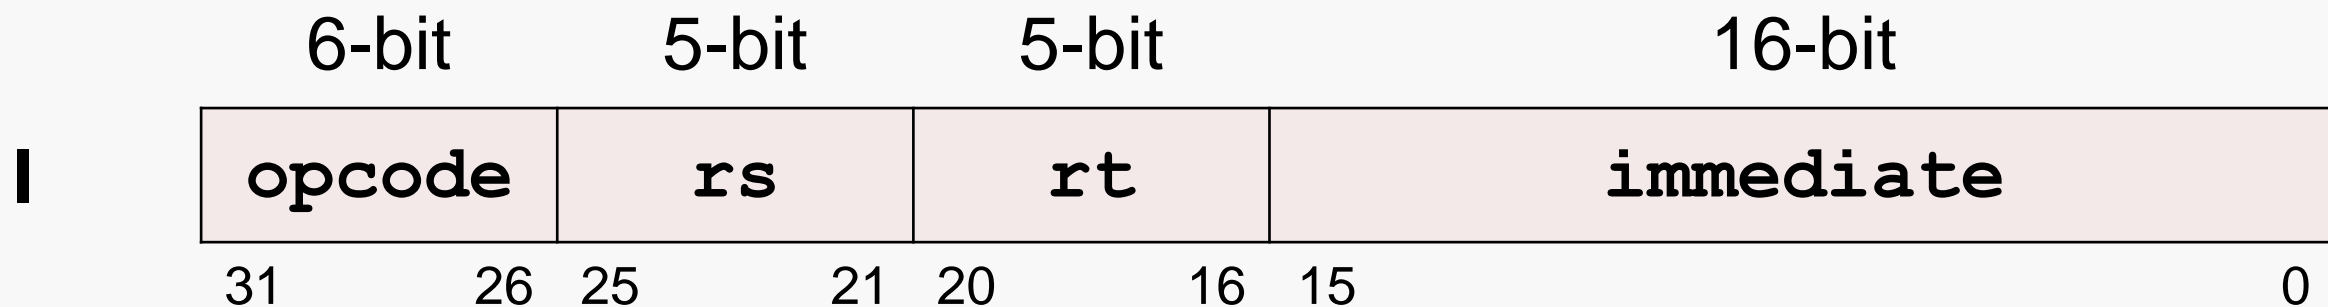 6-bit 5-bit 5-bit 16-bit
I opcode rs rt immediate
31 26 25 21 20 16 15 0